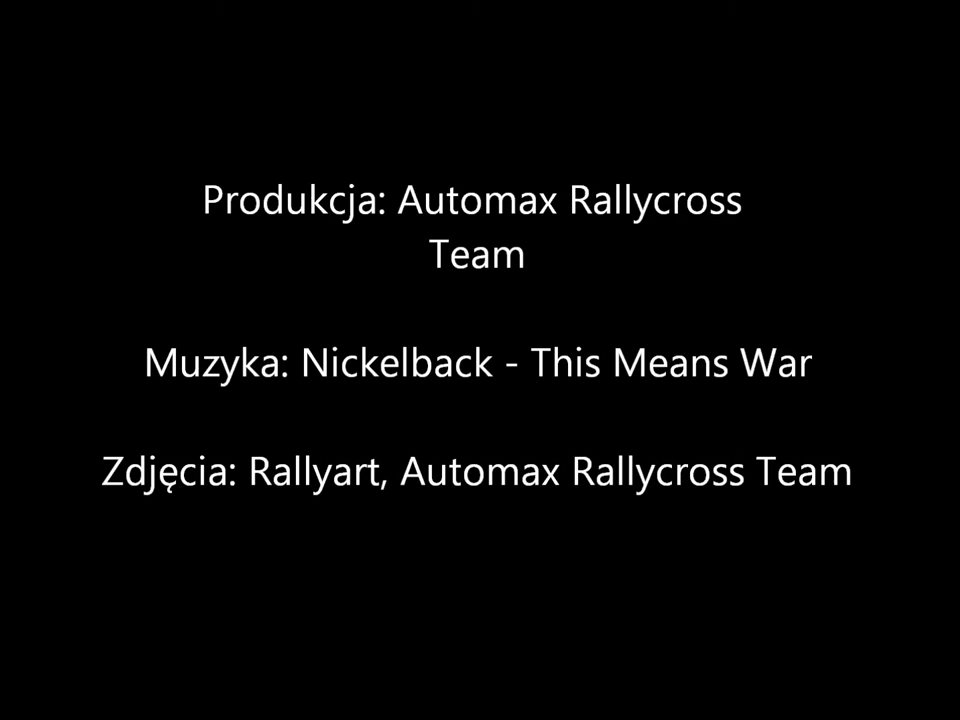 Produkcja: Automax Rallycross
Team
Muzyka: Nickelback - This Means War
Zdjęcia: Rallyart, Automax Rallycross Team